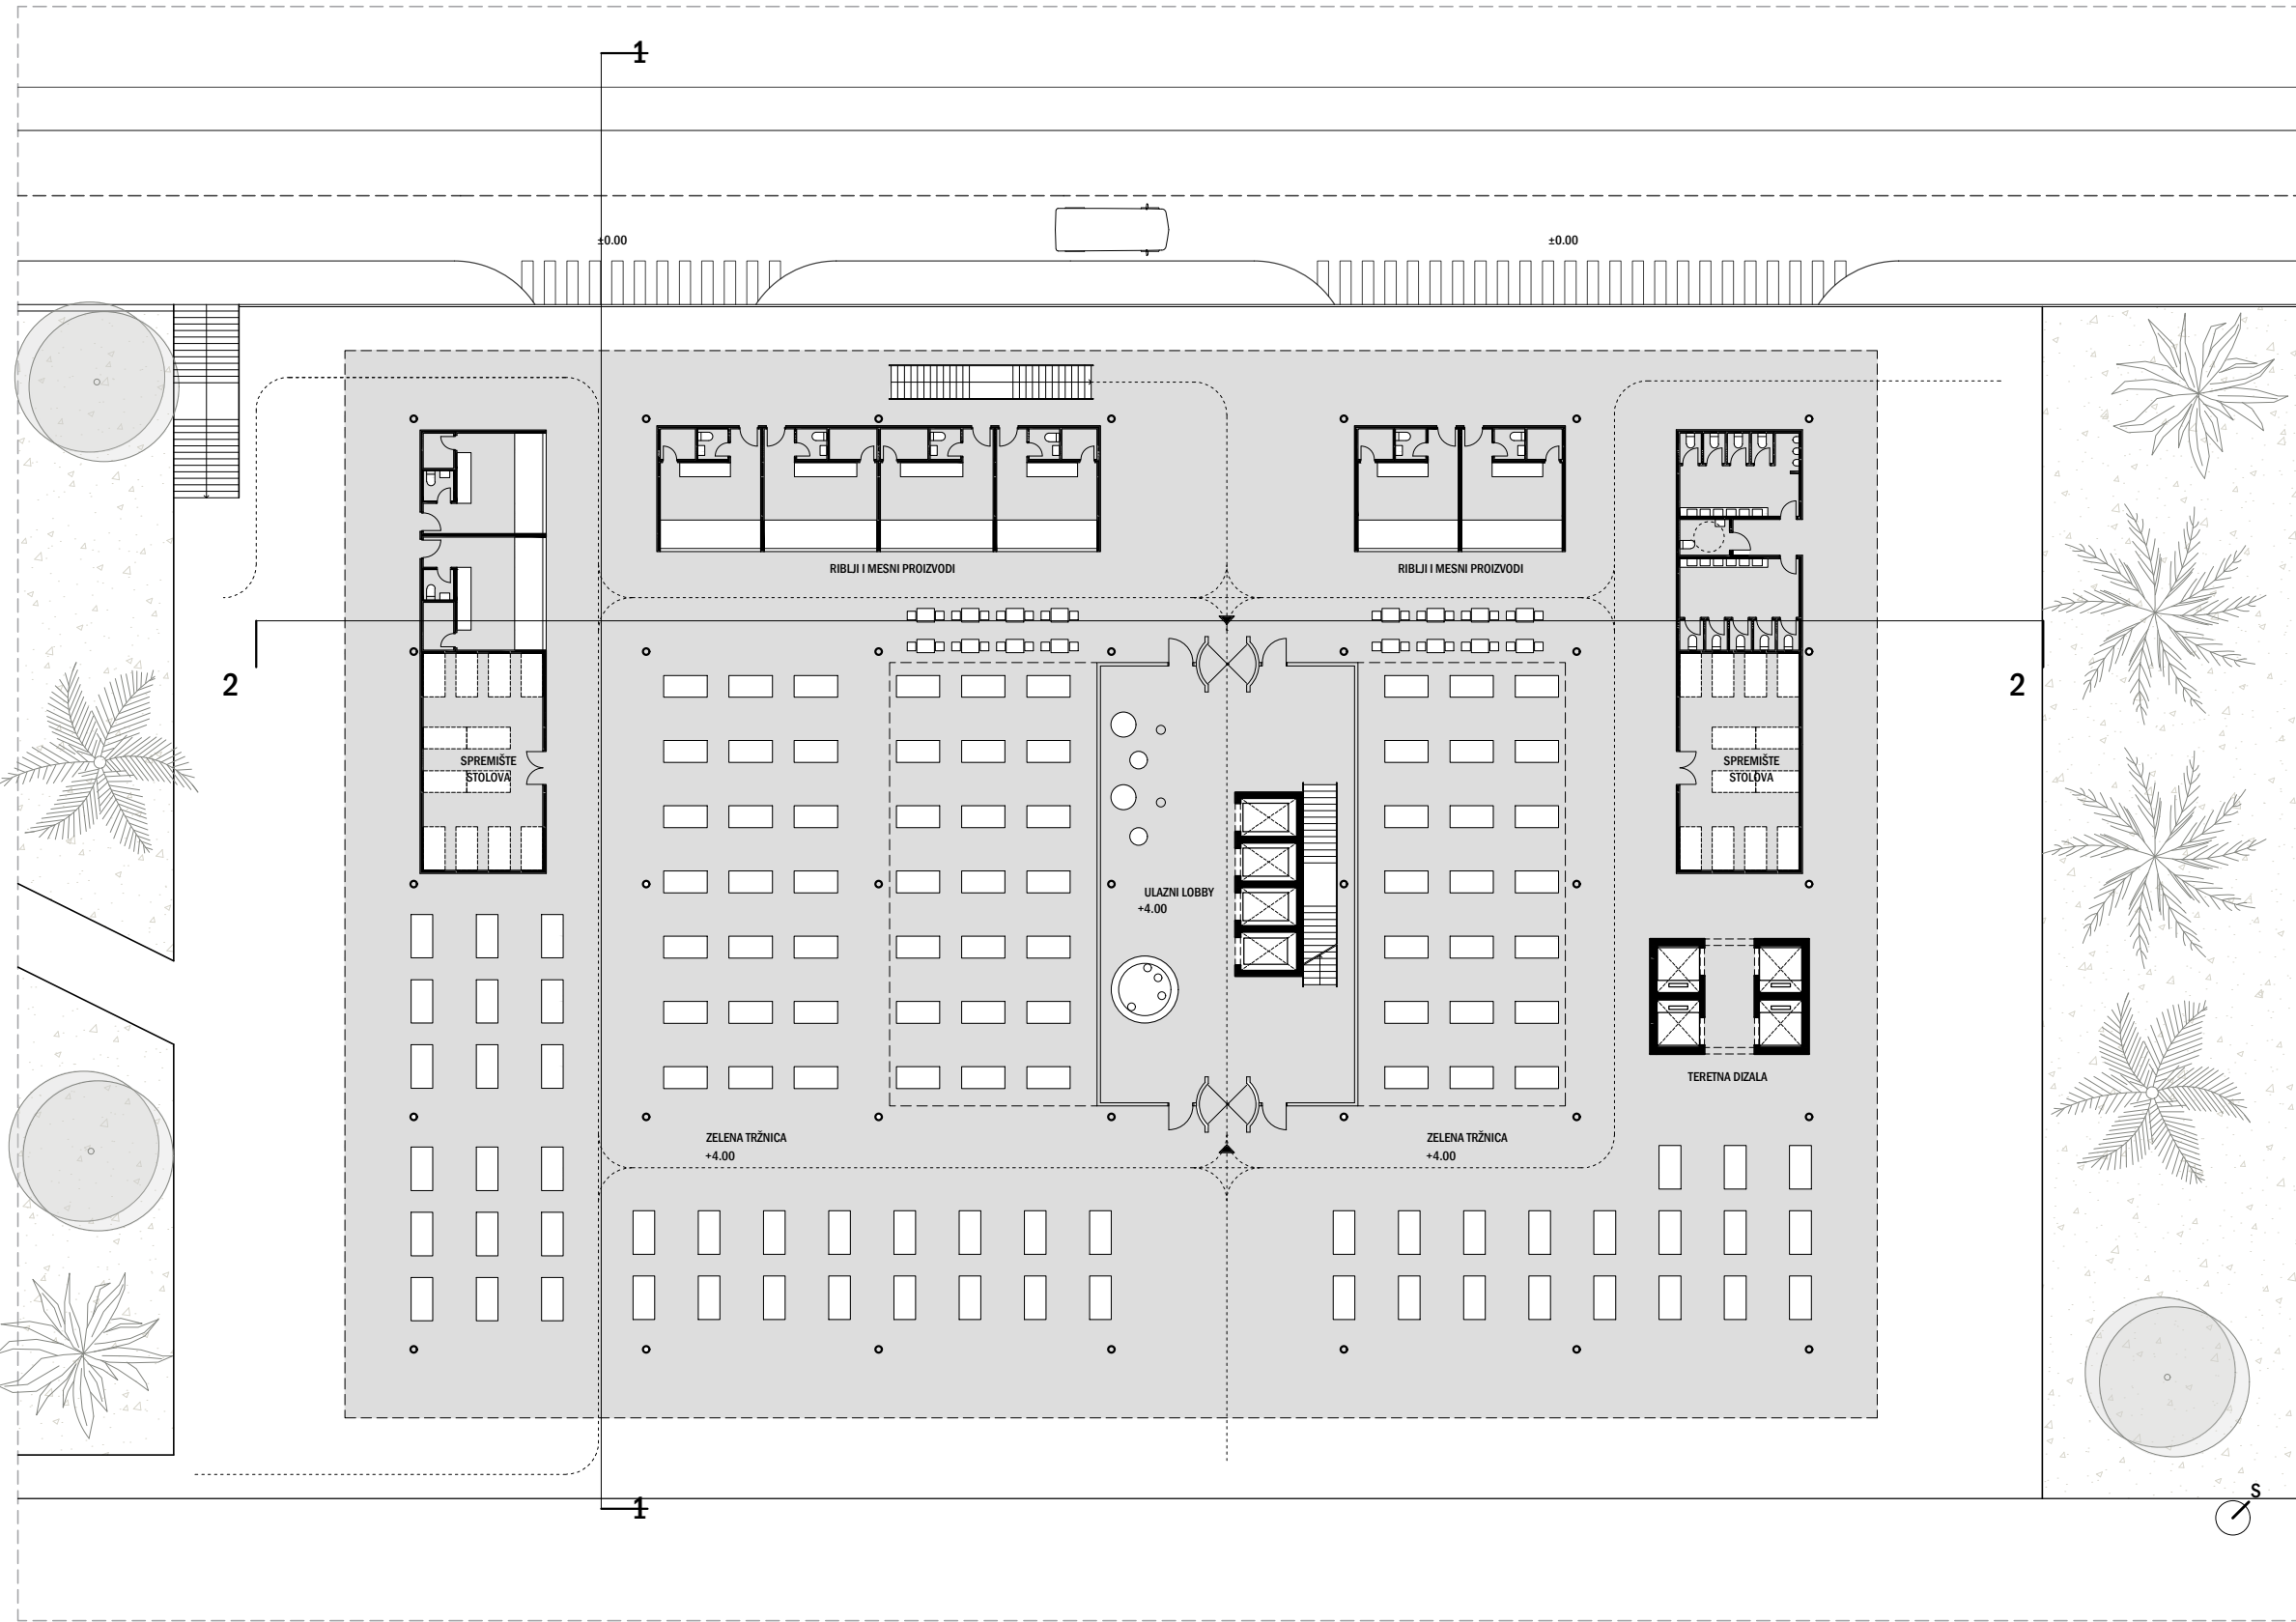 1
±0.00
±0.00
RIBLJI I MESNI PROIZVODI
RIBLJI I MESNI PROIZVODI
2
2
SPREMIŠTE
STOLOVA
SPREMIŠTE
STOLOVA
ULAZNI LOBBY
+4.00
TERETNA DIZALA
ZELENA TRŽNICA
+4.00
ZELENA TRŽNICA
+4.00
1
S